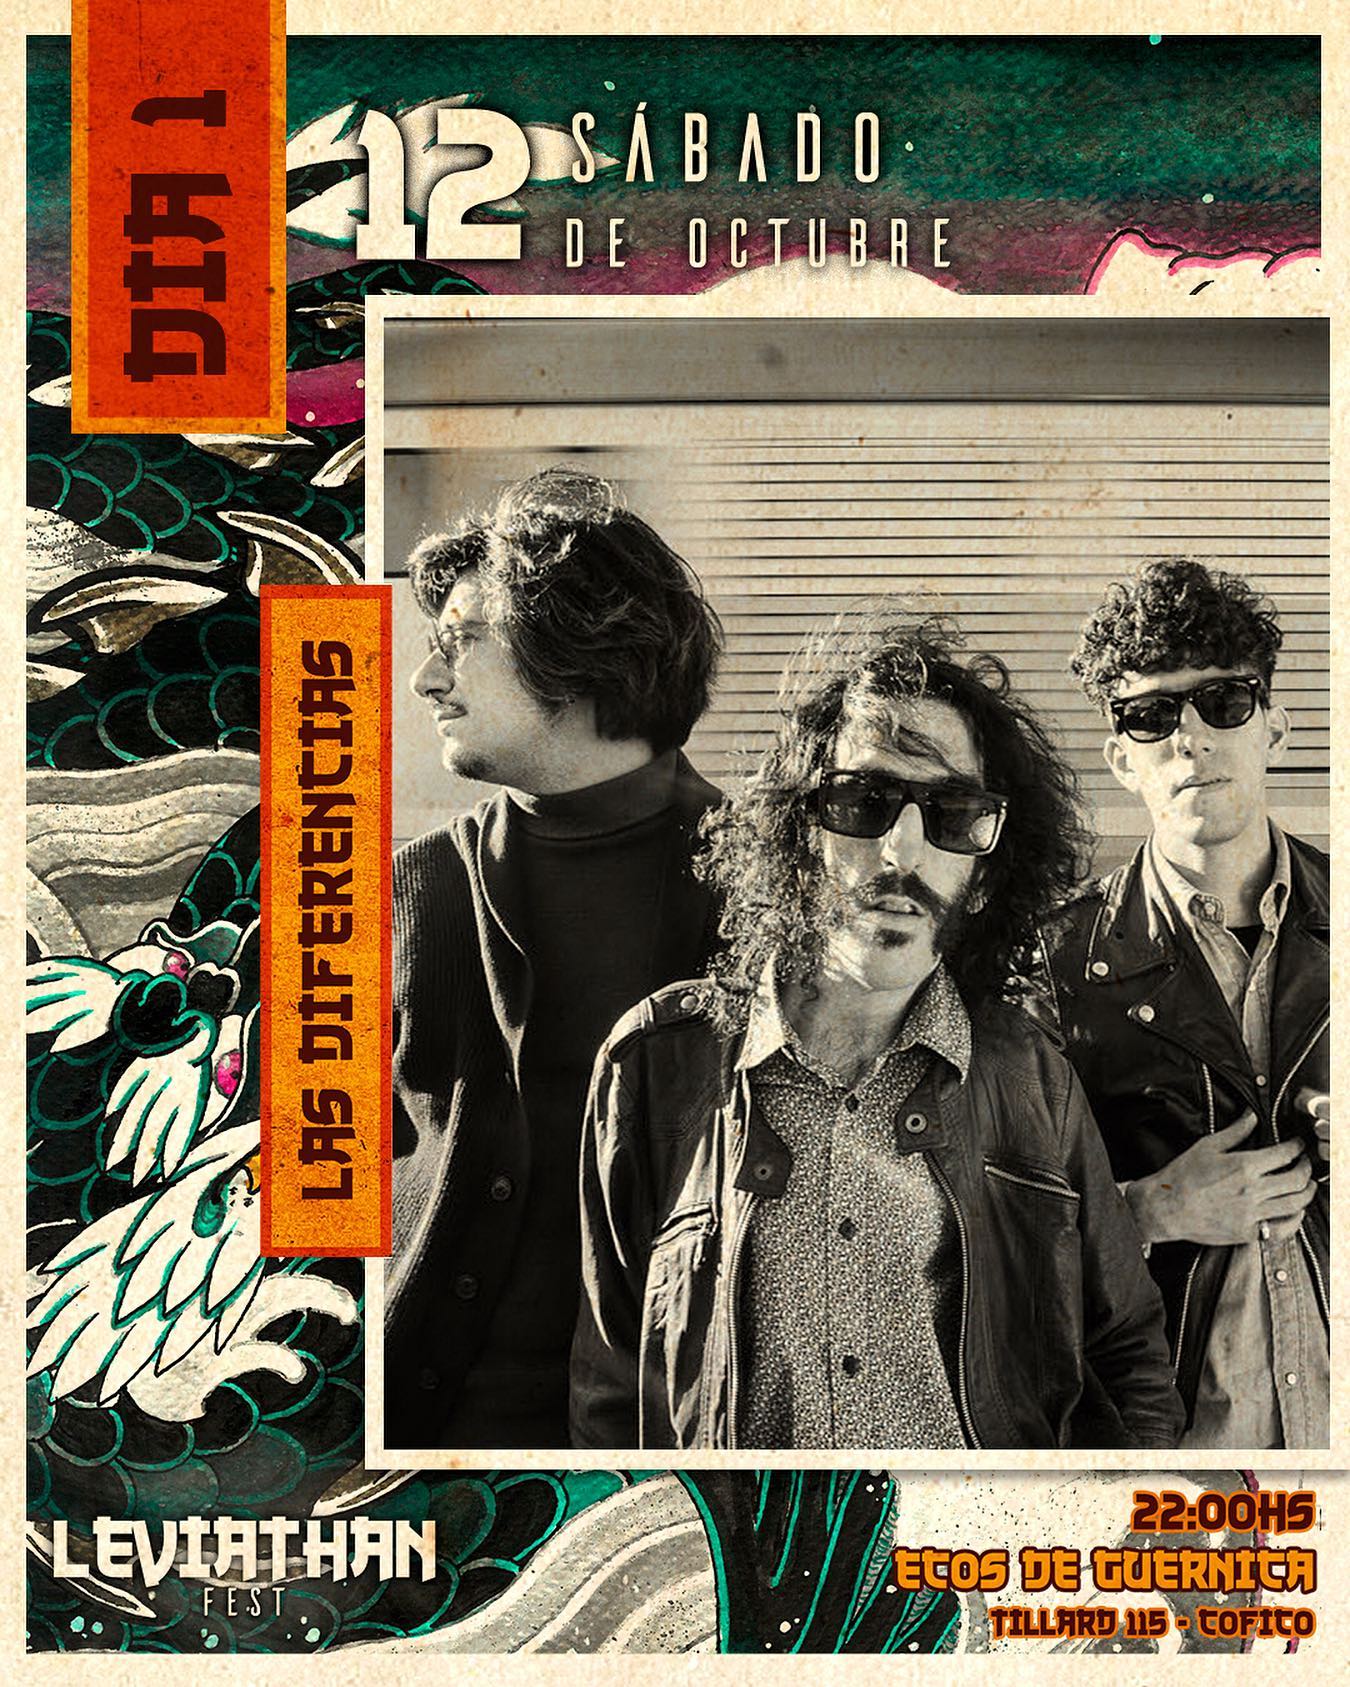 DIA 1
12 SÁBADO
DE OCTUBRE
LAS DIFERENCIAS
LEVIATHAN
FEST
22:00HS
ECOS DE GUERNICA
TILLARD 115 - COFICO